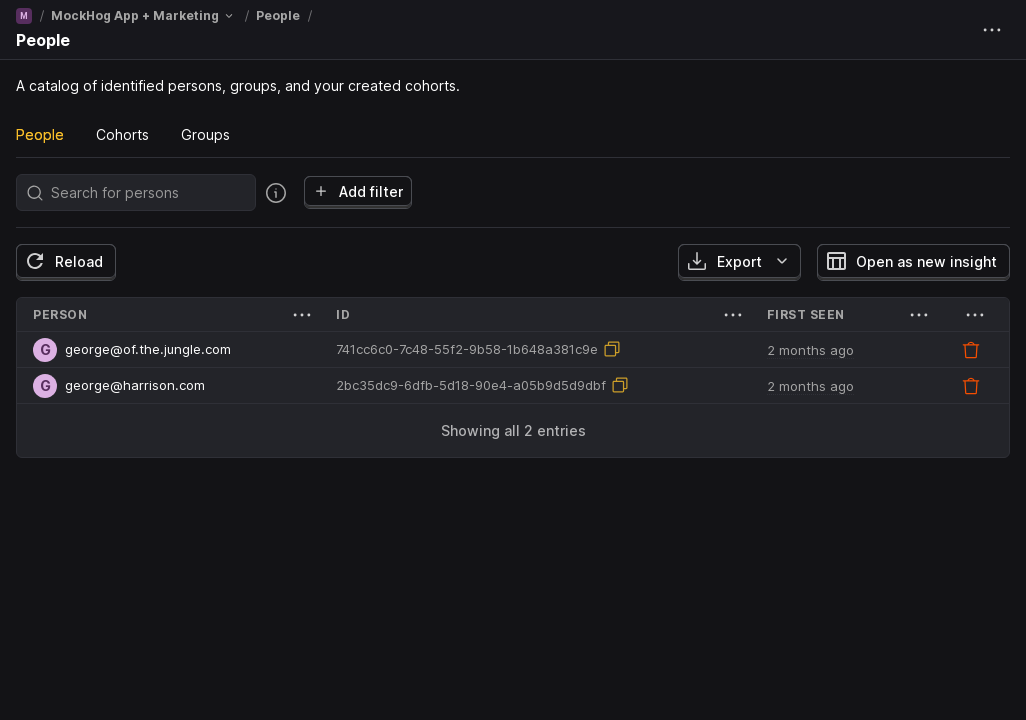 M / MockHog App + Marketing / People /
People
A catalog of identified persons, groups, and your created cohorts.
People Cohorts Groups
Search for persons Add filter
Reload Export Open as new insight
PERSON ID FIRST SEEN
G george@of.the.jungle.com 741cc6c0-7c48-55f2-9b58-1b648a381c9e 2 months ago
G george@harrison.com 2bc35dc9-6dfb-5d18-90e4-a05b9d5d9dbf 2 months ago
Showing all 2 entries